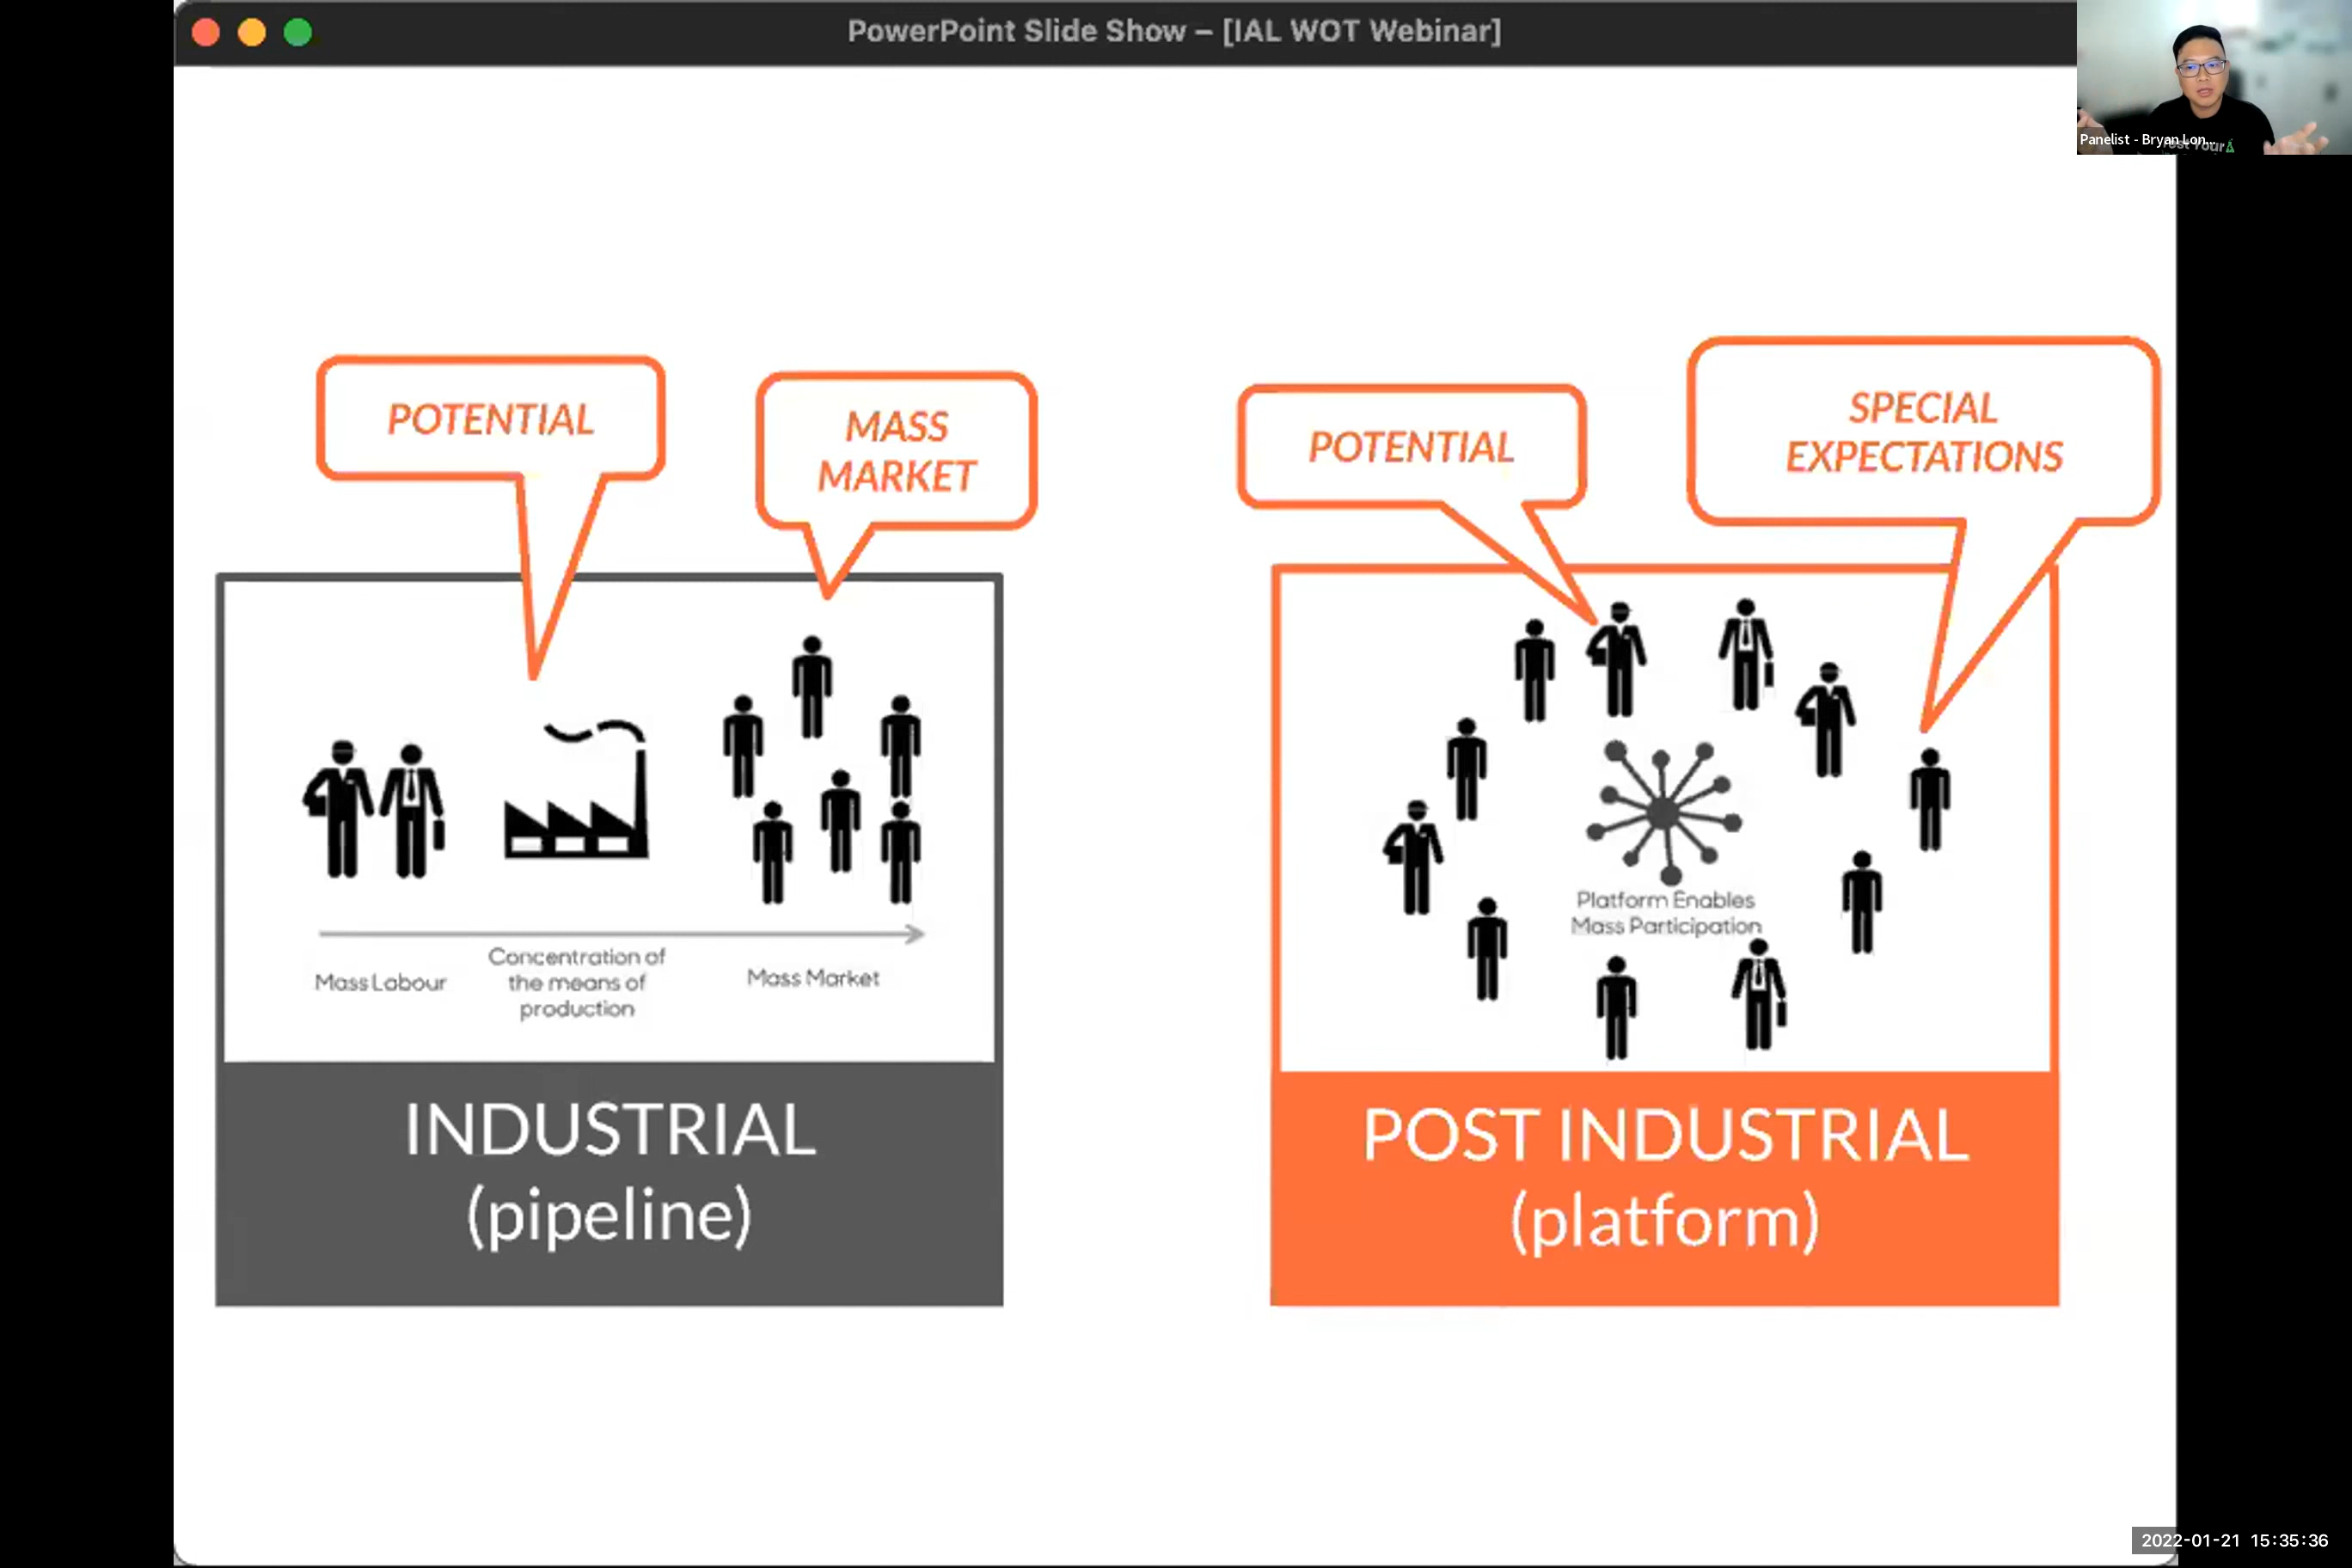 PowerPoint Slide Show – [IAL WOT Webinar]
Panelist - Bryan Lon...
Your
POTENTIAL
MASS
MARKET
POTENTIAL
SPECIAL
EXPECTATIONS
Mass Labour
Concentration of
the means of
production
Mass Market
INDUSTRIAL
(pipeline)
Platform Enables
Mass Participation
POST INDUSTRIAL
(platform)
2022-01-21 15:35:36